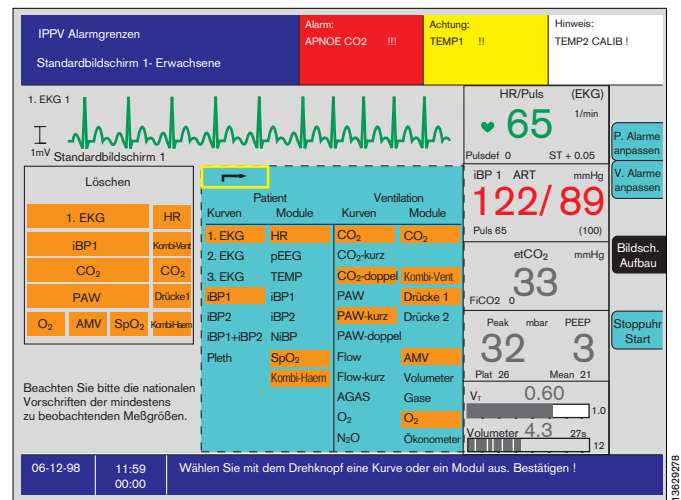 IPPV Alarmgrenzen
Standardbildschirm 1- Erwachsene
Alarm:
APNOE CO2 !!!
Achtung:
TEMP1 !!
Hinweis:
TEMP2 CALIB !
1. EKG 1
1mV
Standardbildschirm 1
HR/Puls (EKG)
65 1/min
Pulsdef 0 ST + 0.05
P. Alarme
anpassen
V. Alarme
anpassen
Bildsch.
Aufbau
Stoppuhr
Start
Löschen
1. EKG HR
iBP1 Kombi-Vent
CO2 CO2
PAW Drücke1
O2 AMV SpO2 Kombi-Haem
Beachten Sie bitte die nationalen
Vorschriften der mindestens
zu beobachtenden Meßgrößen.
Patient Ventilation
Kurven Module Kurven Module
1. EKG HR CO2 CO2
2. EKG pEEG CO2-kurz
3. EKG TEMP CO2-doppel Kombi-Vent
iBP1 iBP1 PAW Drücke 1
iBP2 iBP2 PAW-kurz Drücke 2
iBP1+iBP2 NiBP PAW-doppel
Pleth SpO2 Flow AMV
Kombi-Haem Flow-kurz Volumeter
AGAS Gase
O2 O2
N2O Ökonometer
iBP 1 ART mmHg
122/ 89
Puls 65 (100)
etCO2 mmHg
33
FiCO2 0
Peak mbar PEEP
32 3
Plat 26 Mean 21
VT 0.60
1.0
Volumeter 4.3 27s
12
06-12-98 11:59
00:00
Wählen Sie mit dem Drehknopf eine Kurve oder ein Modul aus. Bestätigen !
13629278